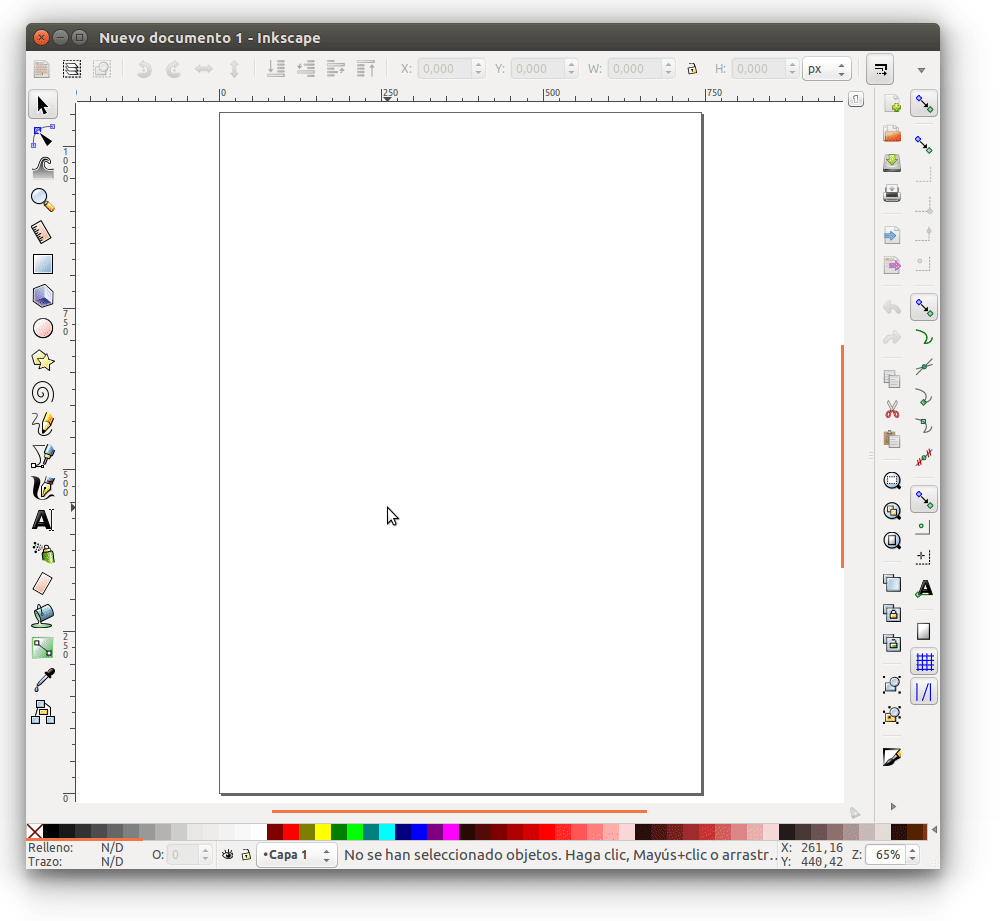 Nuevo documento 1 - Inkscape
X: 0,000 Y: 0,000 W: 0,000 H: 0,000 px
0 250 500 750
1000
750
500
250
0
Relleno: N/D
Trazo: N/D
O: 0
•Capa 1
No se han seleccionado objetos. Haga clic, Mayús+clic o arrastr…
X: 261,16
Y: 440,42
Z: 65%